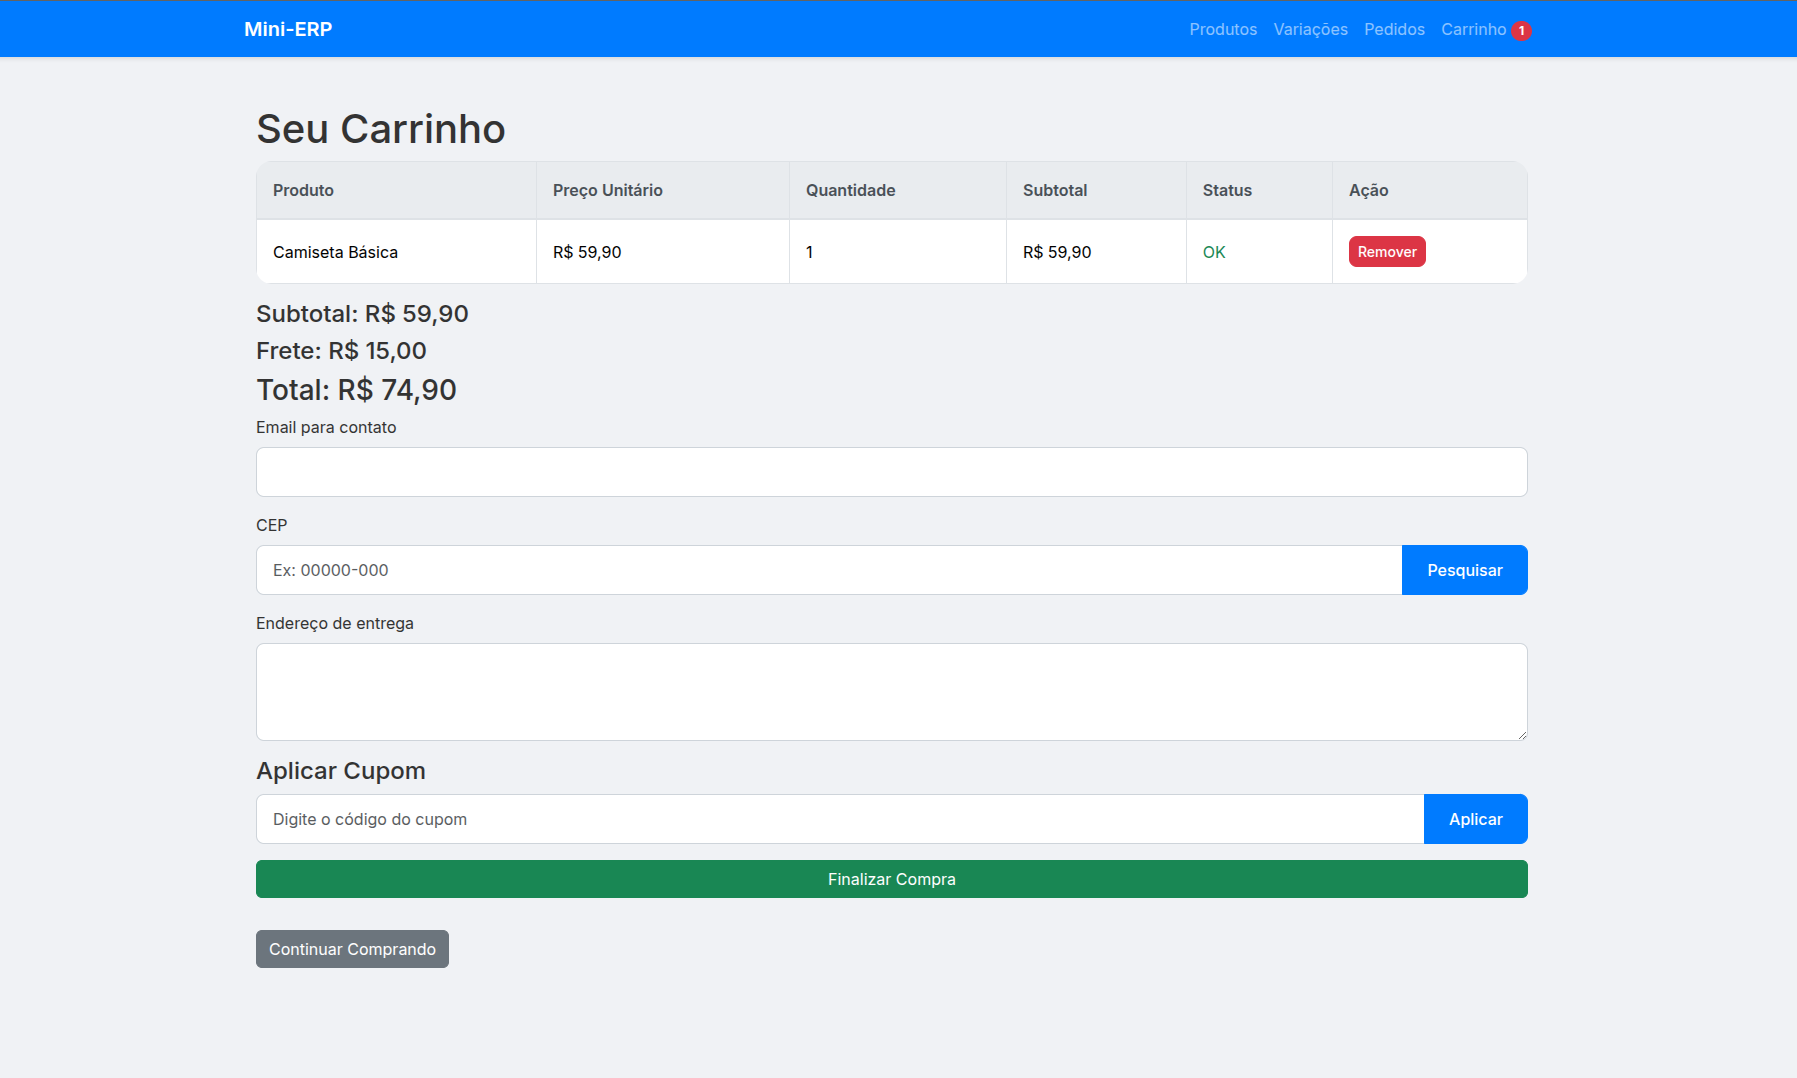 Mini-ERP Produtos Variações Pedidos Carrinho 1
Seu Carrinho
Produto Preço Unitário Quantidade Subtotal Status Ação
Camiseta Básica R$ 59,90 1 R$ 59,90 OK Remover
Subtotal: R$ 59,90
Frete: R$ 15,00
Total: R$ 74,90
Email para contato
CEP
Ex: 00000-000 Pesquisar
Endereço de entrega
Aplicar Cupom
Digite o código do cupom Aplicar
Finalizar Compra
Continuar Comprando